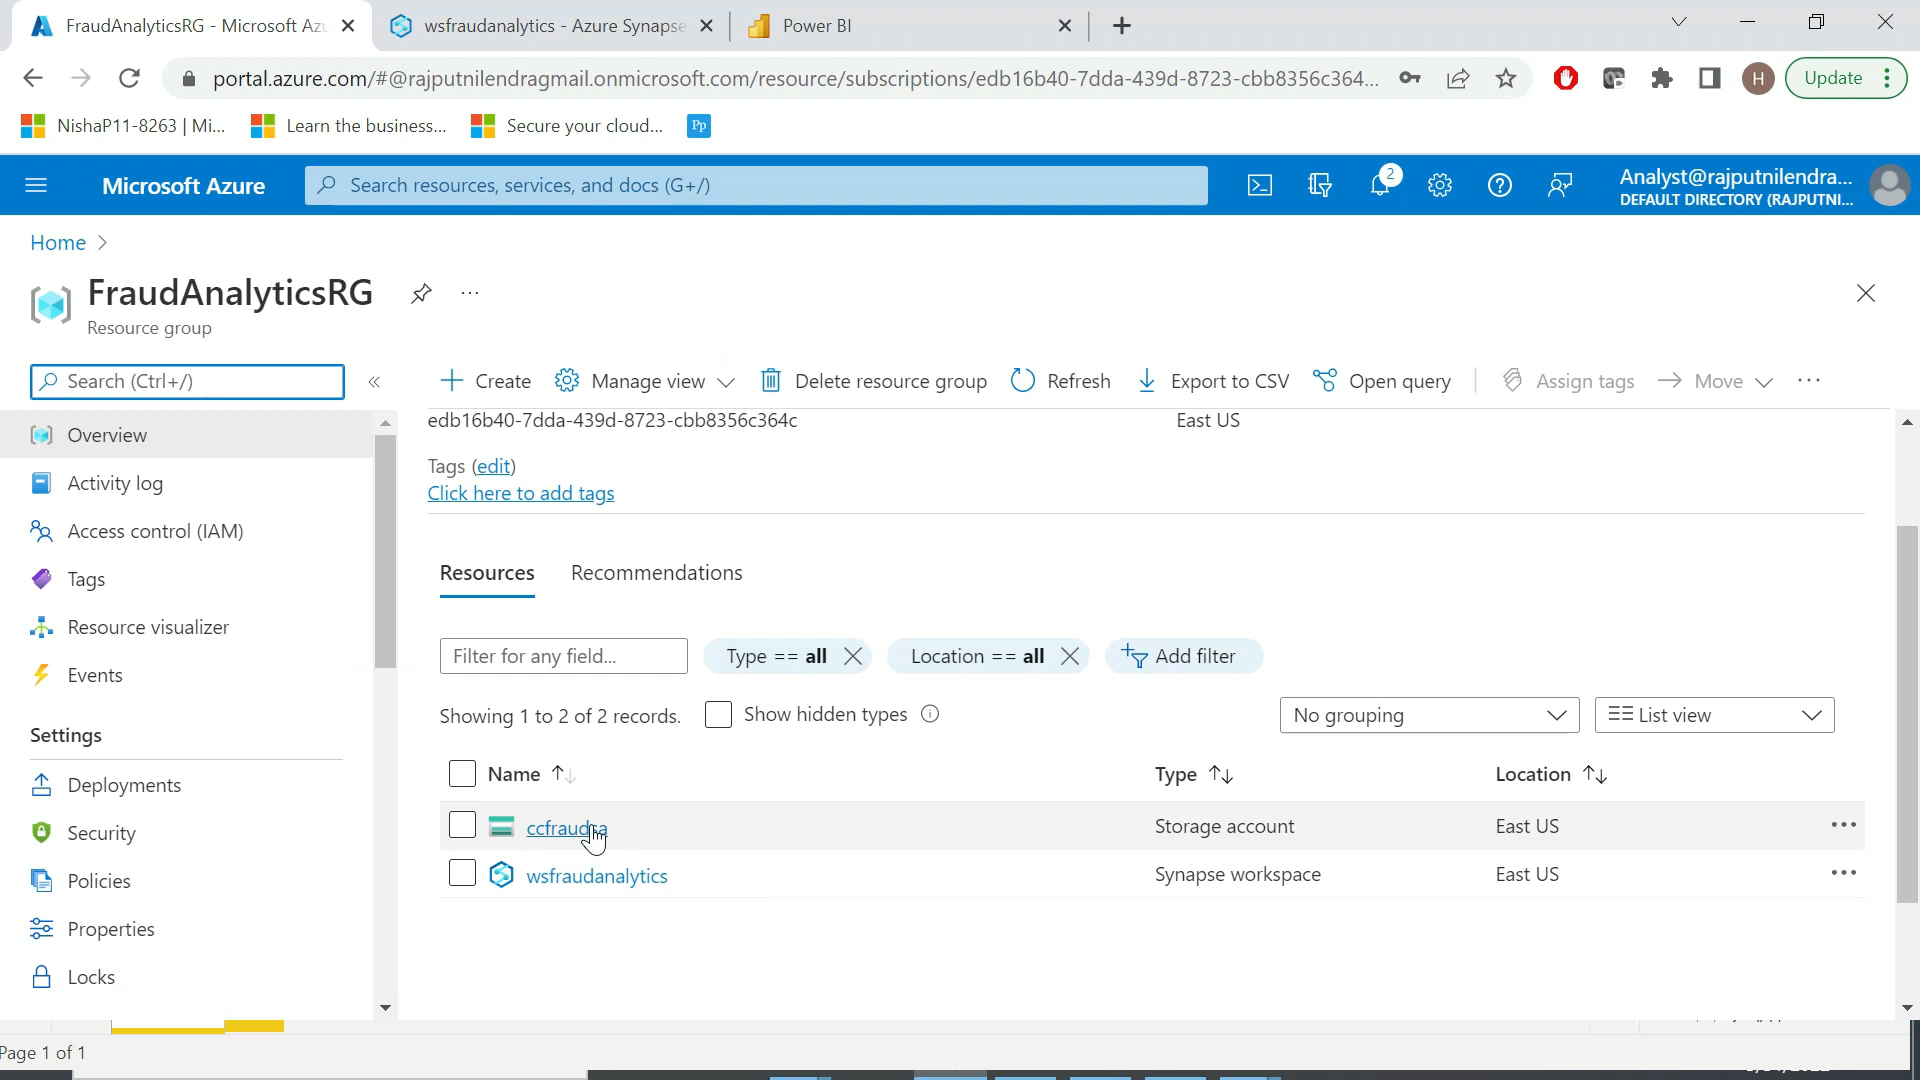 FraudAnalyticsRG - Microsoft Azu
wsfraudanalytics - Azure Synapse
Power BI
portal.azure.com/#@rajputnilendragmail.onmicrosoft.com/resource/subscriptions/edb16b40-7dda-439d-8723-cbb8356c364...
H
Update
NishaP11-8263 | Mi...
Learn the business...
Secure your cloud...
Pp
Microsoft Azure
Search resources, services, and docs (G+/)
2
Analyst@rajputnilendra...
DEFAULT DIRECTORY (RAJPUTNI...
Home
FraudAnalyticsRG
Resource group
Search (Ctrl+/)
Create
Manage view
Delete resource group
Refresh
Export to CSV
Open query
Assign tags
Move
Overview
Activity log
Access control (IAM)
Tags
Resource visualizer
Events
Settings
Deployments
Security
Policies
Properties
Locks
edb16b40-7dda-439d-8723-cbb8356c364c
East US
Tags (edit)
Click here to add tags
Resources
Recommendations
Filter for any field...
Type == all
Location == all
Add filter
Showing 1 to 2 of 2 records.
Show hidden types
No grouping
List view
Name
Type
Location
ccfraudsa
Storage account
East US
wsfraudanalytics
Synapse workspace
East US
Page 1 of 1